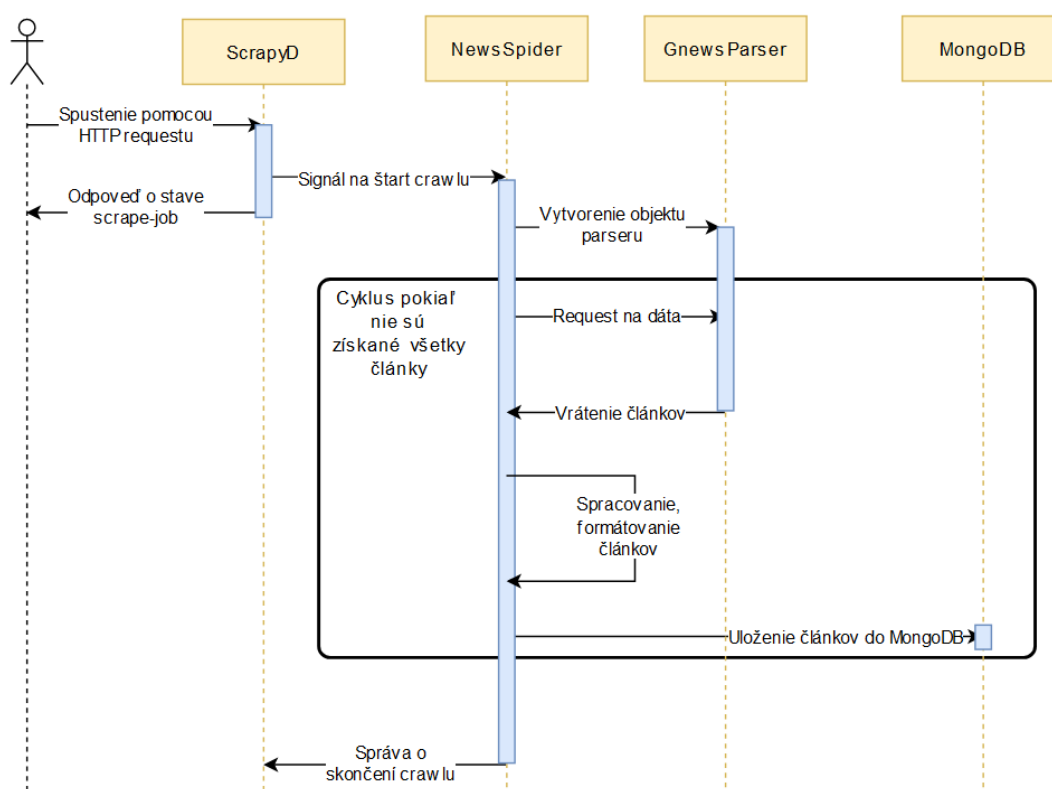 ScrapyD
NewsSpider
GnewsParser
MongoDB
Spustenie pomocou
HTTP requestu
Signál na štart crawlu
Odpoveď o stave
scrape-job
Vytvorenie objektu
parseru
Cyklus pokiaľ
nie sú
získané všetky
články
Request na dáta
Vrátenie článkov
Spracovanie,
formátovanie
článkov
Uloženie článkov do MongoDB
Správa o
skončení crawlu